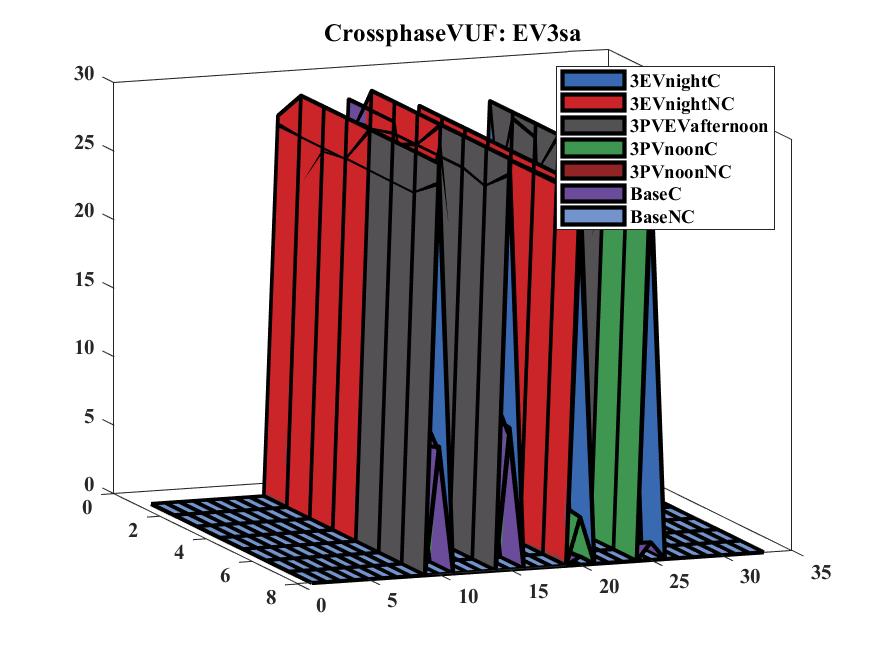 CrossphaseVUF: EV3sa
30
25
20
15
10
5
0
3EVnightC
3EVnightNC
3PVEVafternoon
3PVnoonC
3PVnoonNC
BaseC
BaseNC
0
2
4
6
8
0
5
10
15
20
25
30
35